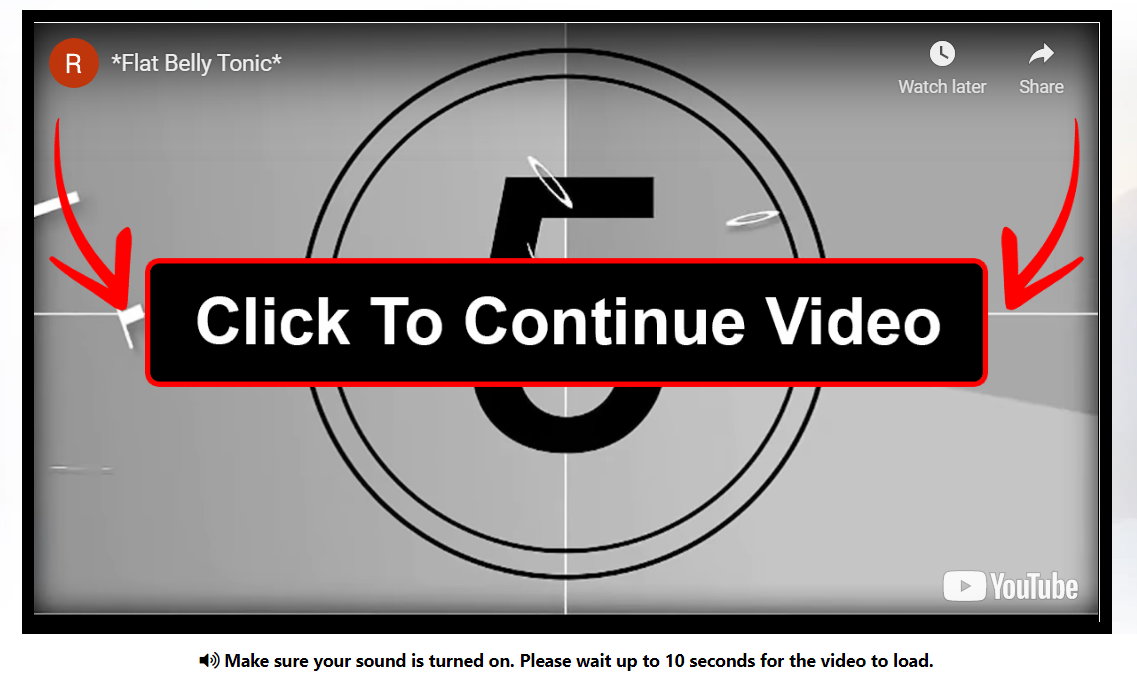 R
*Flat Belly Tonic*
Watch later
Share
5
Click To Continue Video
YouTube
Make sure your sound is turned on. Please wait up to 10 seconds for the video to load.